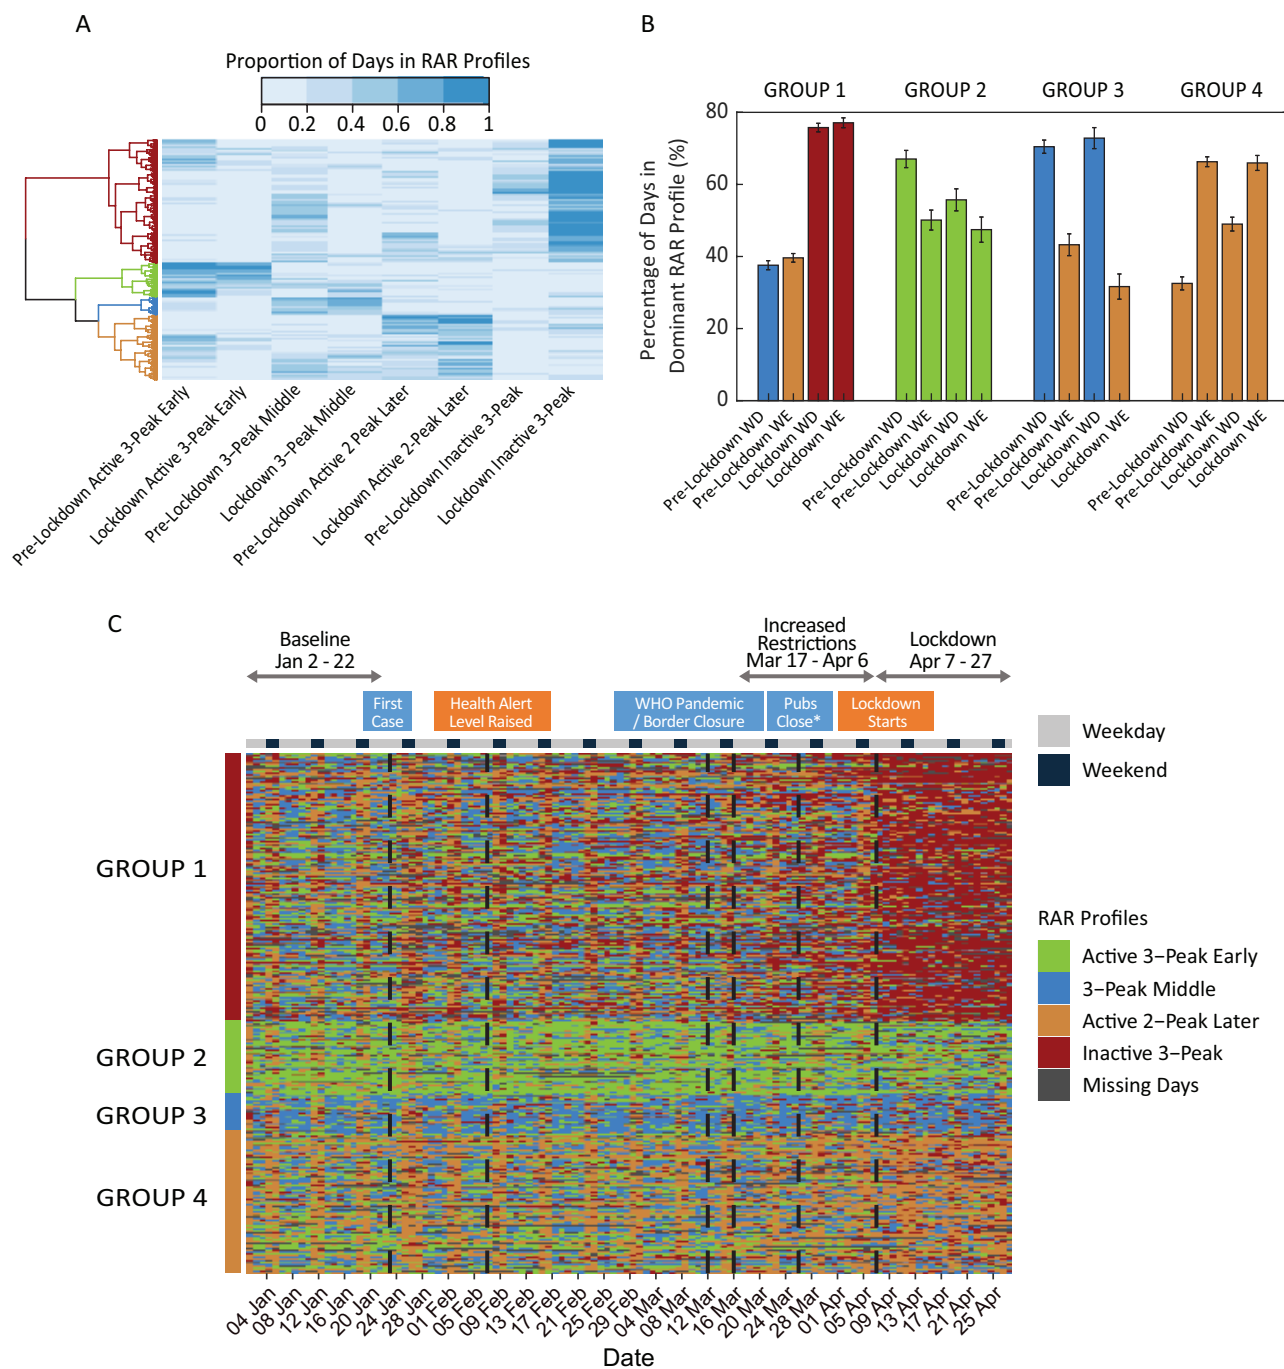 A
Proportion of Days in RAR Profiles
0 0.2 0.4 0.6 0.8 1
Pre-Lockdown Active 3-Peak Early
Lockdown Active 3-Peak Early
Pre-Lockdown 3-Peak Middle
Lockdown 3-Peak Middle
Pre-Lockdown Active 2 Peak Later
Lockdown Active 2-Peak Later
Pre-Lockdown Inactive 3-Peak
Lockdown Inactive 3-Peak
B
GROUP 1 GROUP 2 GROUP 3 GROUP 4
Percentage of Days in
Dominant RAR Profile (%)
80
60
40
20
0
Pre-Lockdown WD
Pre-Lockdown WE
Lockdown WD
Lockdown WE
Pre-Lockdown WD
Pre-Lockdown WE
Lockdown WD
Lockdown WE
Pre-Lockdown WD
Pre-Lockdown WE
Lockdown WD
Lockdown WE
Pre-Lockdown WD
Pre-Lockdown WE
Lockdown WD
Lockdown WE
C
Baseline
Jan 2 - 22
Increased
Restrictions
Mar 17 - Apr 6
Lockdown
Apr 7 - 27
First
Case
Health Alert
Level Raised
WHO Pandemic
/ Border Closure
Pubs
Close*
Lockdown
Starts
Weekday
Weekend
GROUP 1
GROUP 2
GROUP 3
GROUP 4
RAR Profiles
Active 3-Peak Early
3-Peak Middle
Active 2-Peak Later
Inactive 3-Peak
Missing Days
04 Jan
08 Jan
12 Jan
16 Jan
20 Jan
24 Jan
28 Jan
01 Feb
05 Feb
09 Feb
13 Feb
17 Feb
21 Feb
25 Feb
29 Feb
04 Mar
08 Mar
12 Mar
16 Mar
20 Mar
24 Mar
28 Mar
01 Apr
05 Apr
09 Apr
13 Apr
17 Apr
21 Apr
25 Apr
Date